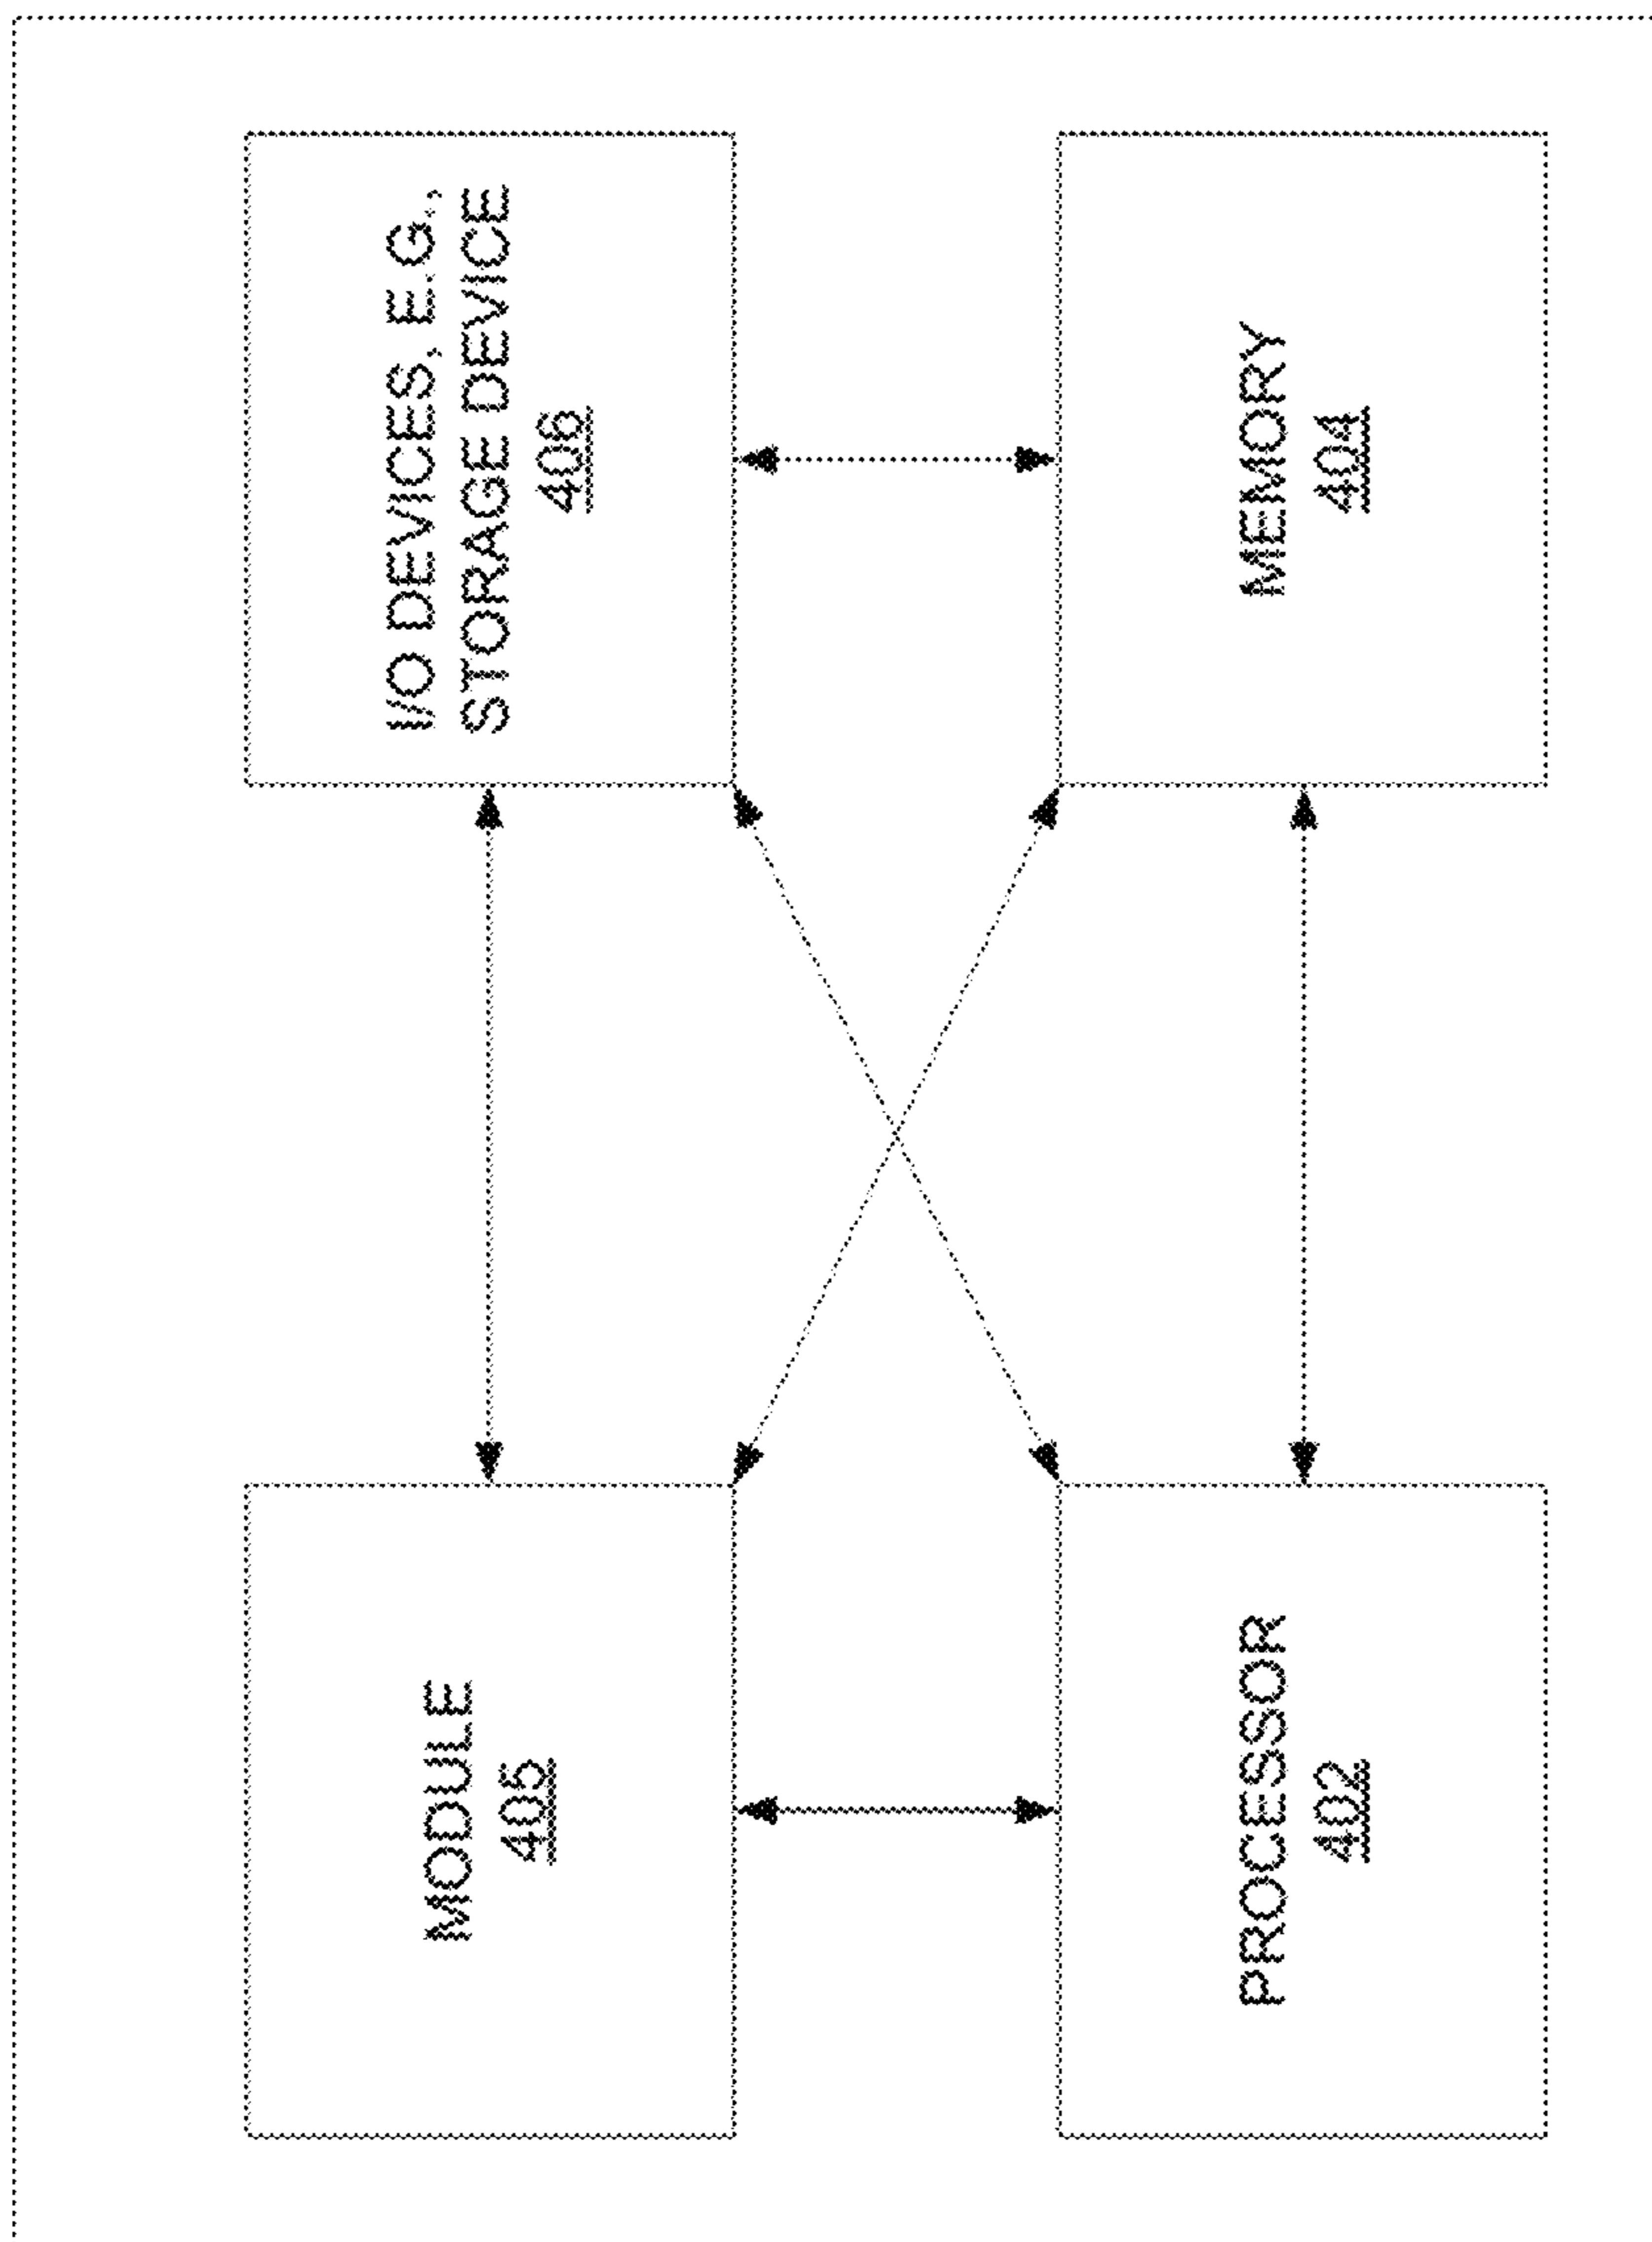 MODULE
405
I/O DEVICES, E.G.,
STORAGE DEVICE
406
PROCESSOR
402
MEMORY
404